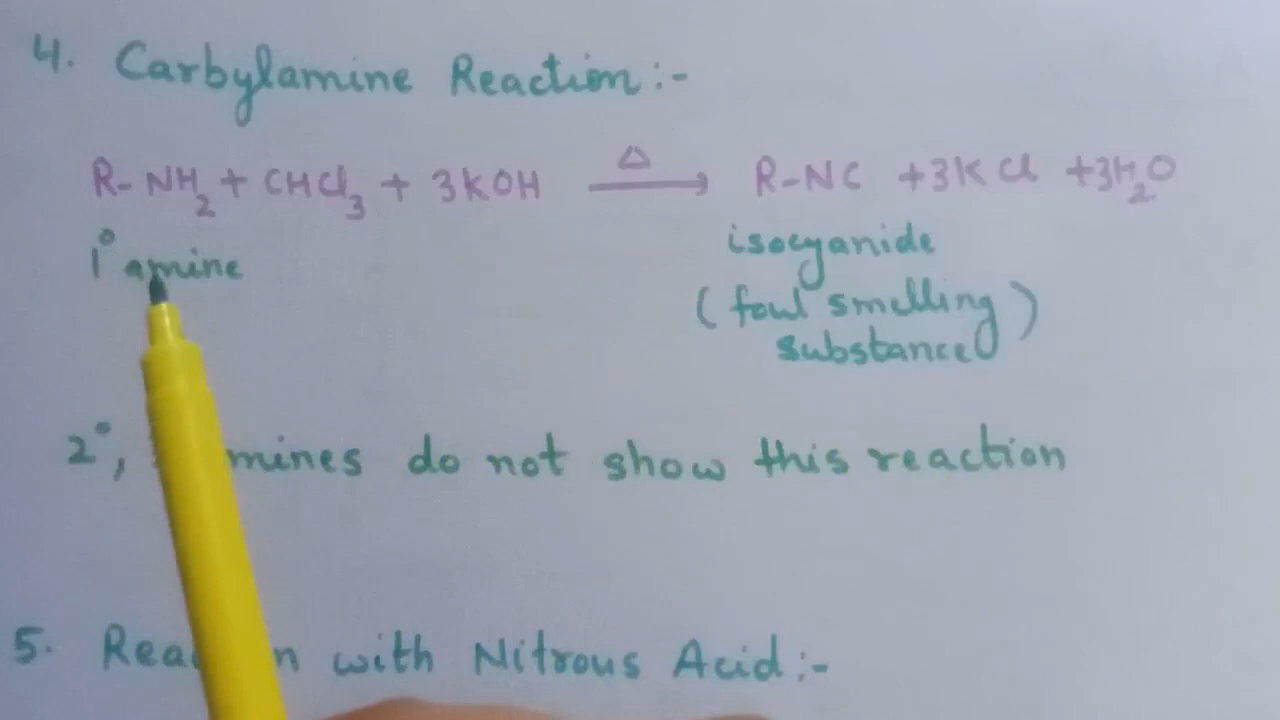 4. Carbylamine Reaction:-
R-NH2 + CHCl3 + 3KOH Δ→ R-NC +3KCl +3H2O
1° amine
isocyanide
(foul smelling)
substance
2°, mines do not show this reaction
5. Rea n with Nitrous Acid:-